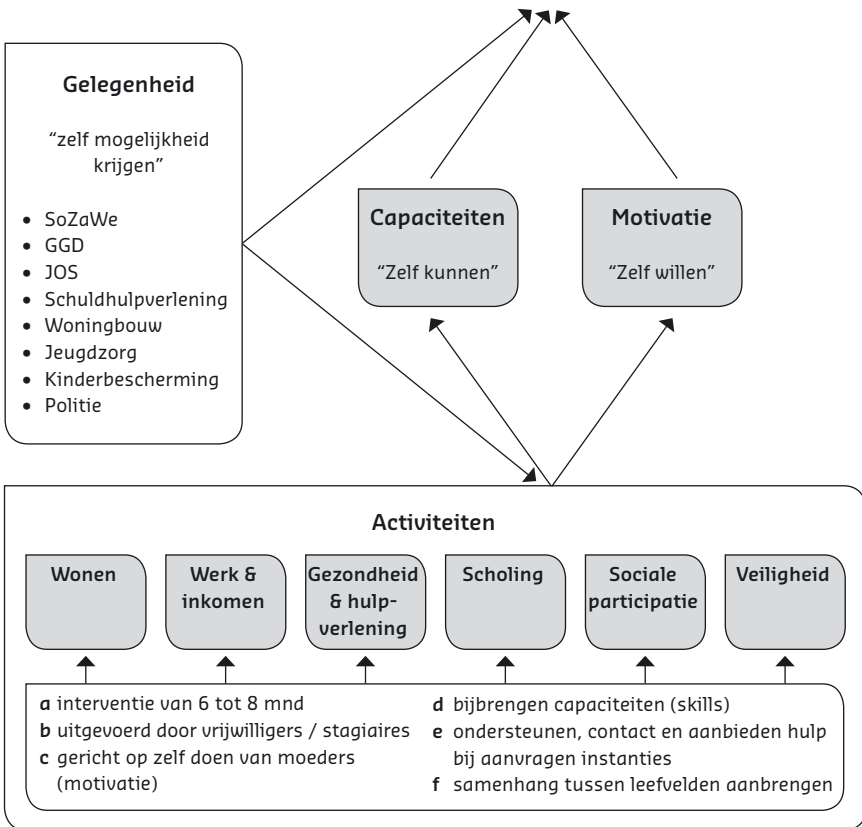 Gelegenheid
“zelf mogelijkheid
krijgen”
• SoZaWe
• GGD
• JOS
• Schuldhulpverlening
• Woningbouw
• Jeugdzorg
• Kinderbescherming
• Politie
Capaciteiten
“Zelf kunnen”
Motivatie
“Zelf willen”
Activiteiten
Wonen
Werk &
inkomen
Gezondheid
& hulp-
verlening
Scholing
Sociale
participatie
Veiligheid
a interventie van 6 tot 8 mnd
b uitgevoerd door vrijwilligers / stagiaires
c gericht op zelf doen van moeders
(motivatie)
d bijbrengen capaciteiten (skills)
e ondersteunen, contact en aanbieden hulp
bij aanvragen instanties
f samenhang tussen leefvelden aanbrengen